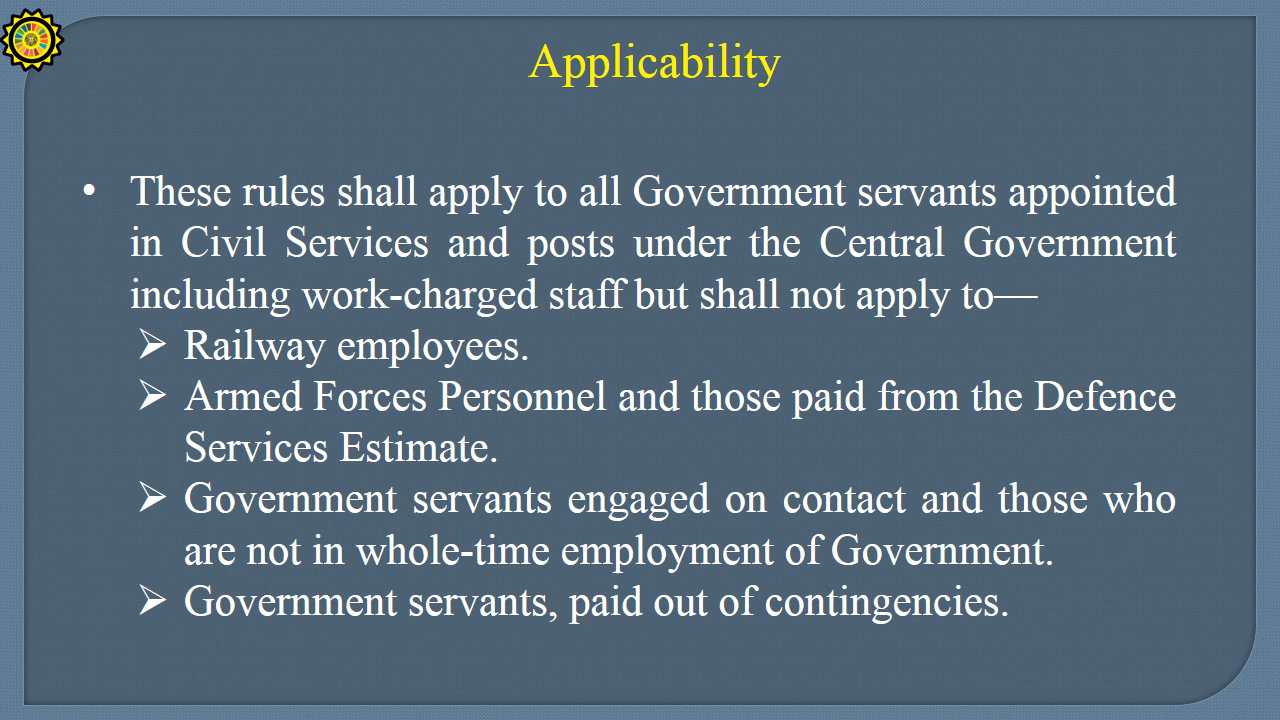 Applicability
• These rules shall apply to all Government servants appointed
in Civil Services and posts under the Central Government
including work-charged staff but shall not apply to—
➢ Railway employees.
➢ Armed Forces Personnel and those paid from the Defence
Services Estimate.
➢ Government servants engaged on contact and those who
are not in whole-time employment of Government.
➢ Government servants, paid out of contingencies.